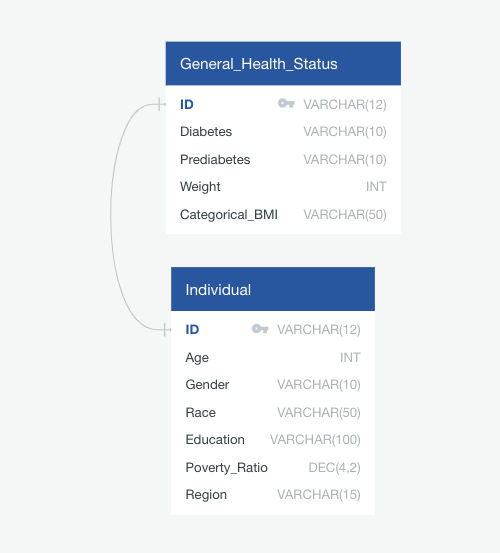 General_Health_Status
ID VARCHAR(12)
Diabetes VARCHAR(10)
Prediabetes VARCHAR(10)
Weight INT
Categorical_BMI VARCHAR(50)
Individual
ID VARCHAR(12)
Age INT
Gender VARCHAR(10)
Race VARCHAR(50)
Education VARCHAR(100)
Poverty_Ratio DEC(4,2)
Region VARCHAR(15)